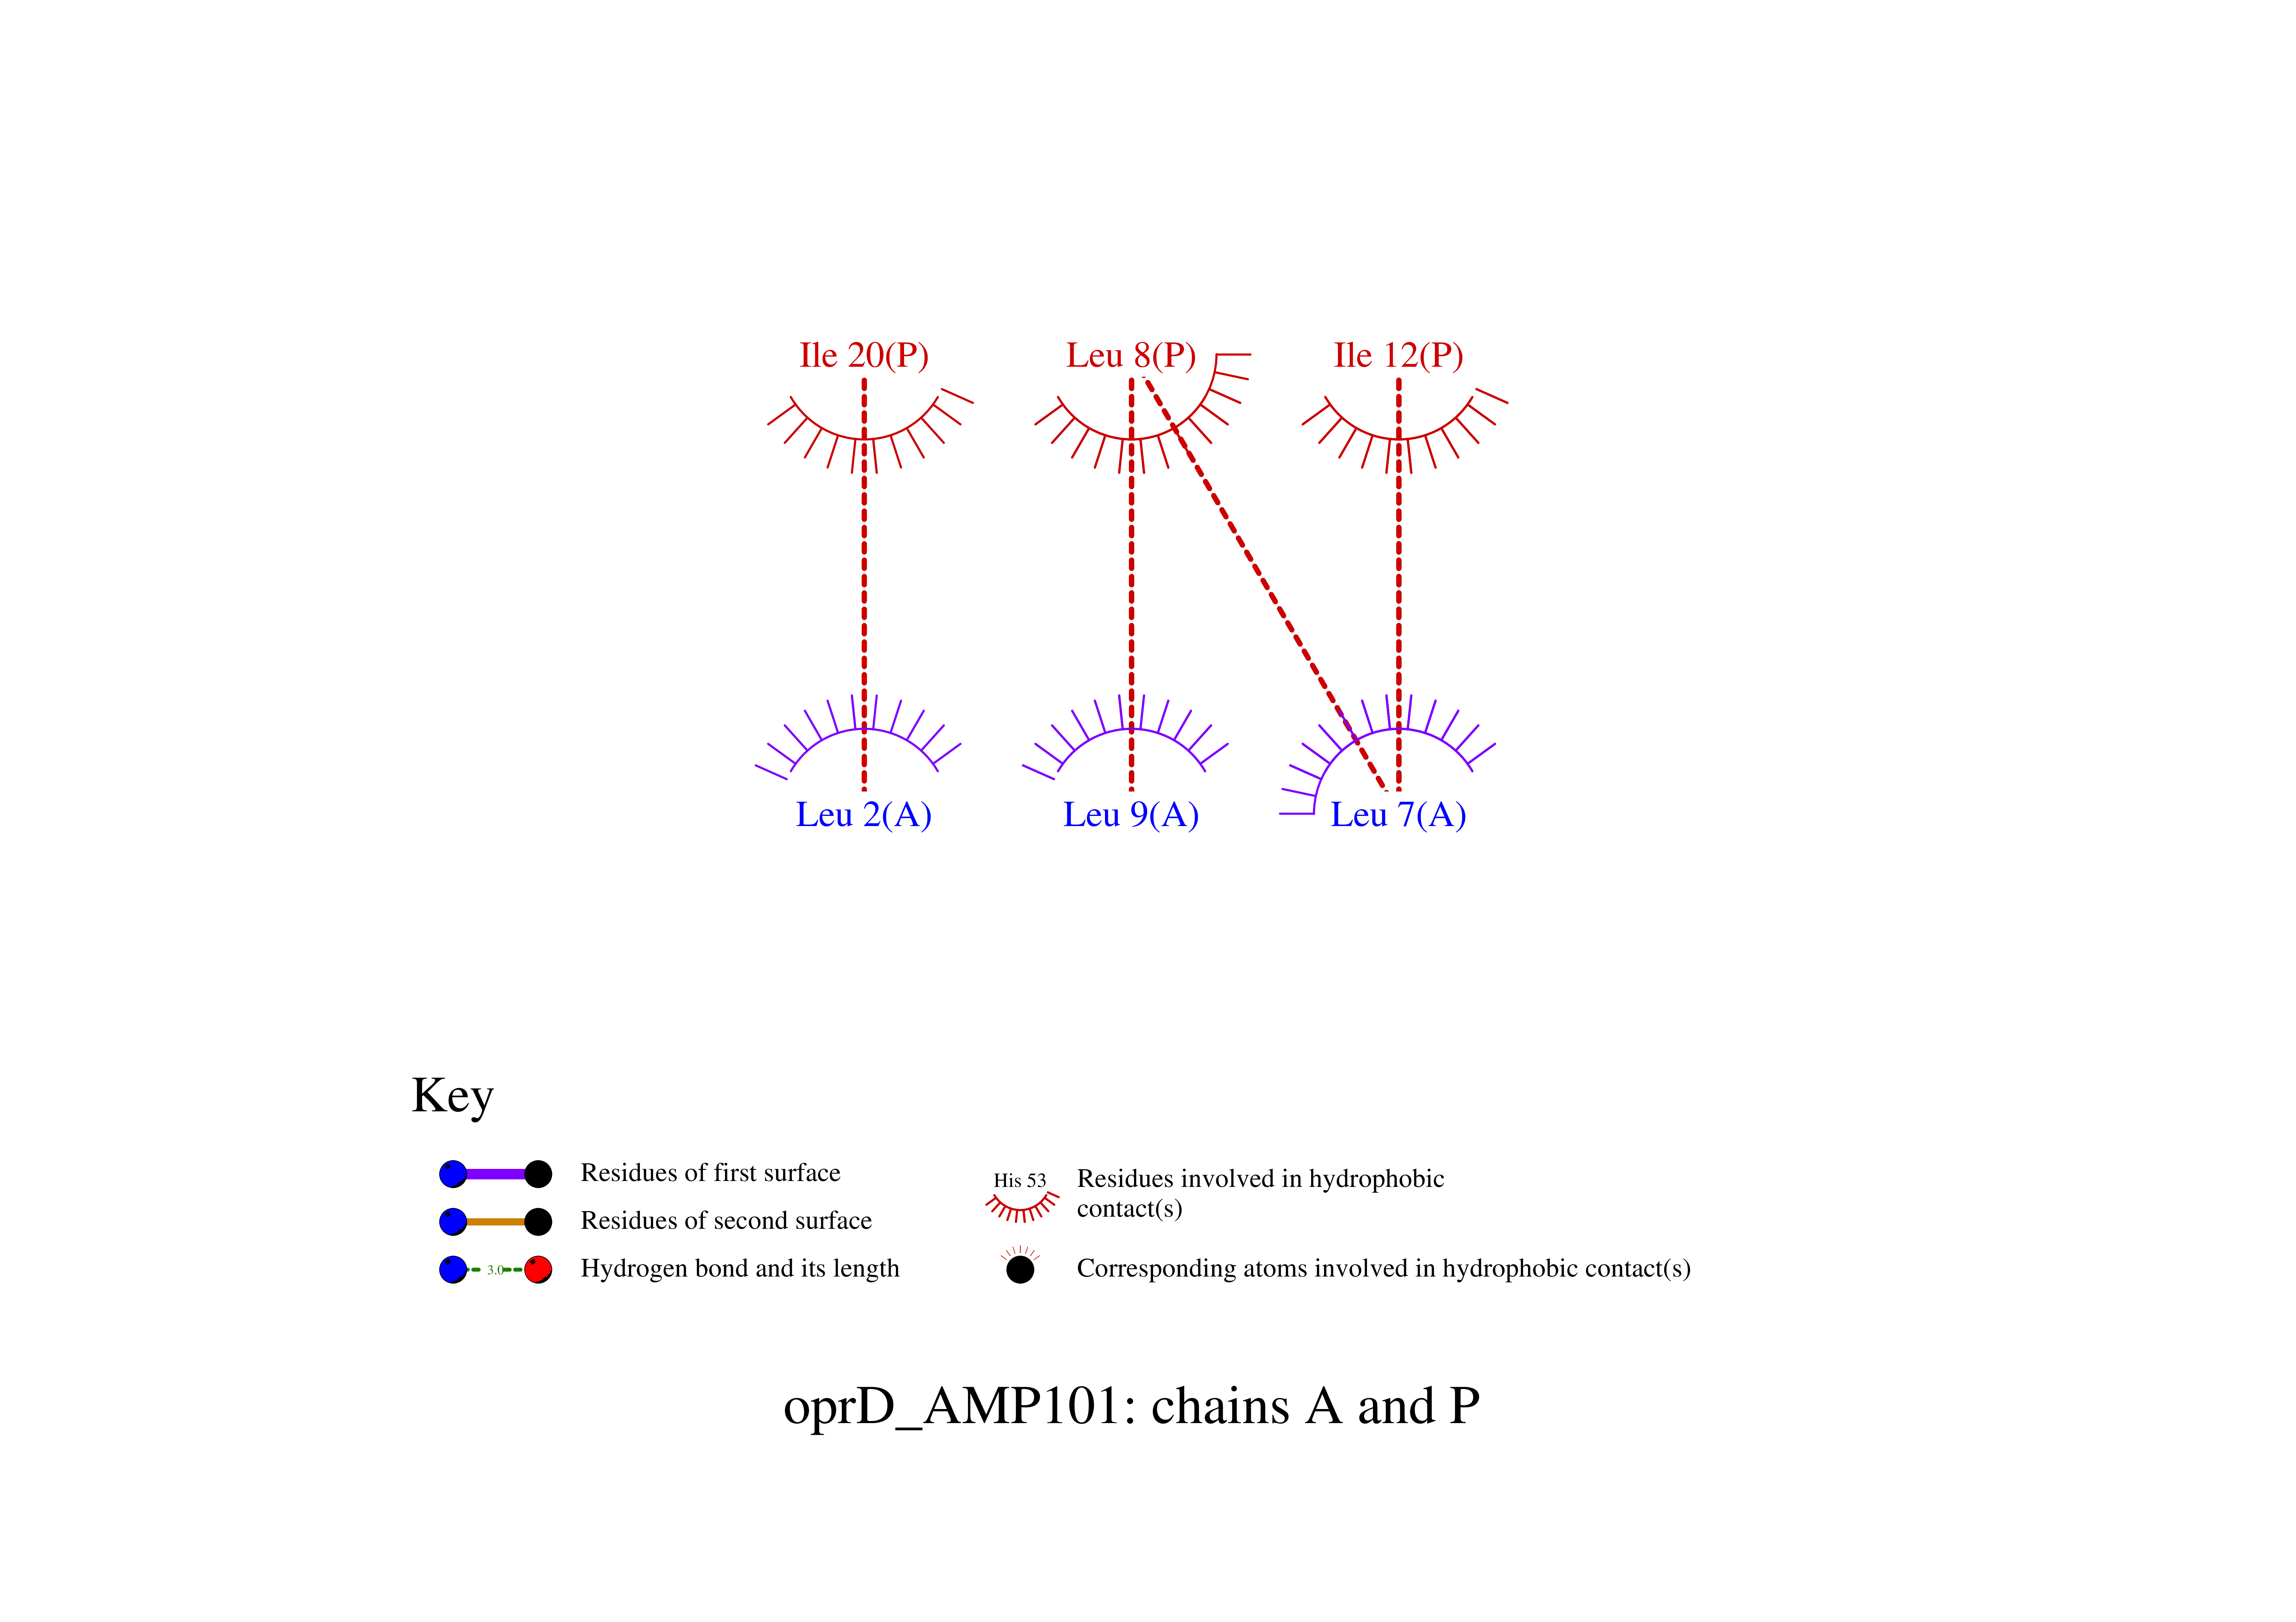 Ile 20(P) Leu 8(P) Ile 12(P)
Leu 2(A) Leu 9(A) Leu 7(A)
Key
Residues of first surface
Residues of second surface
3.0 Hydrogen bond and its length
His 53 Residues involved in hydrophobic
contact(s)
Corresponding atoms involved in hydrophobic contact(s)
oprD_AMP101: chains A and P